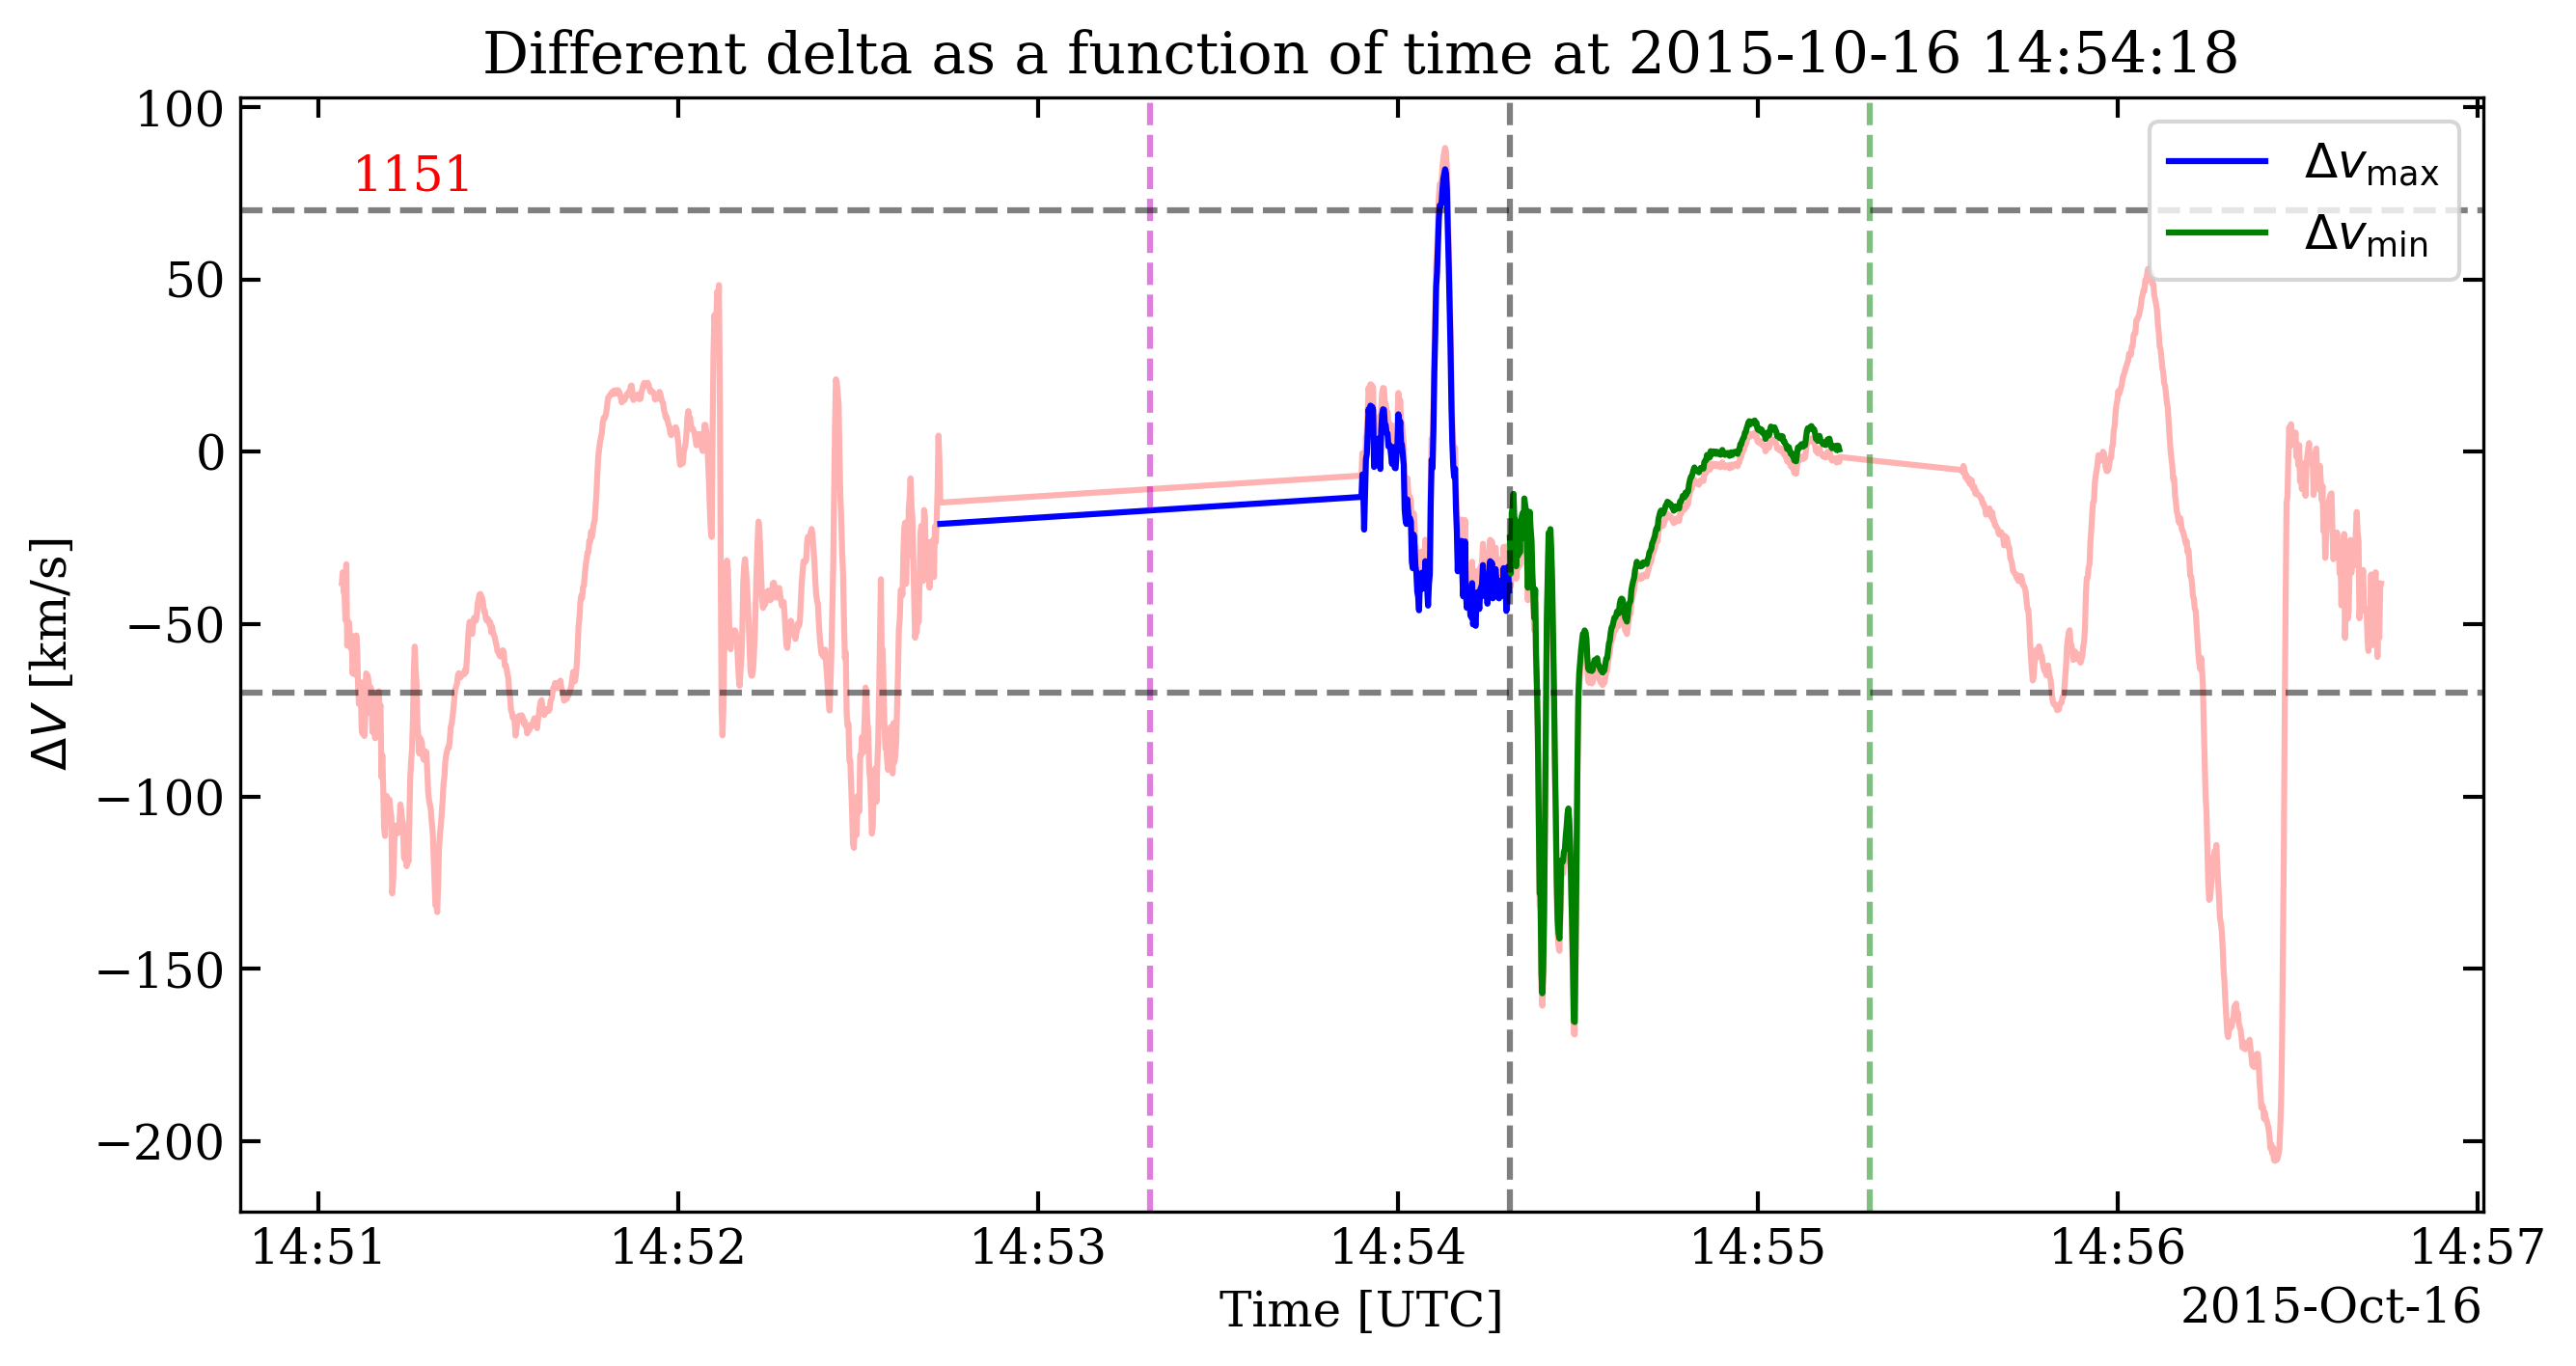 Different delta as a function of time at 2015-10-16 14:54:18
1151
Δv_max
Δv_min
100
50
0
−50
−100
−150
−200
ΔV [km/s]
14:51 14:52 14:53 14:54 14:55 14:56 14:57
Time [UTC]
2015-Oct-16